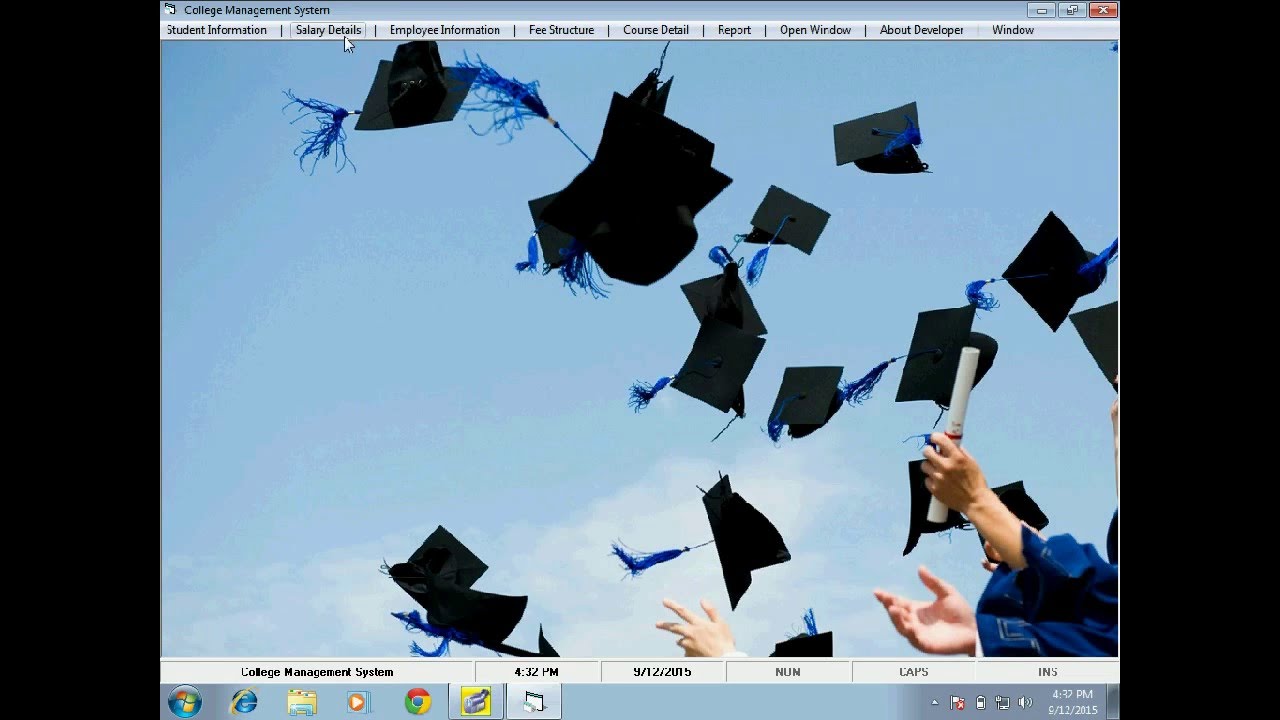 College Management System
Student Information | Salary Details | Employee Information | Fee Structure | Course Detail | Report | Open Window | About Developer Window
College Management System 4:32 PM 9/12/2015 NUM CAPS INS
4:32 PM
9/12/2015